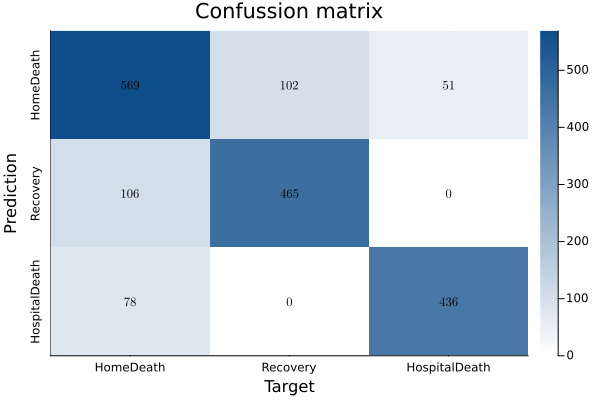 Confussion matrix
HomeDeath
569
102
51
500
400
Prediction
Recovery
106
465
0
300
200
HospitalDeath
78
0
436
100
0
HomeDeath
Recovery
HospitalDeath
Target